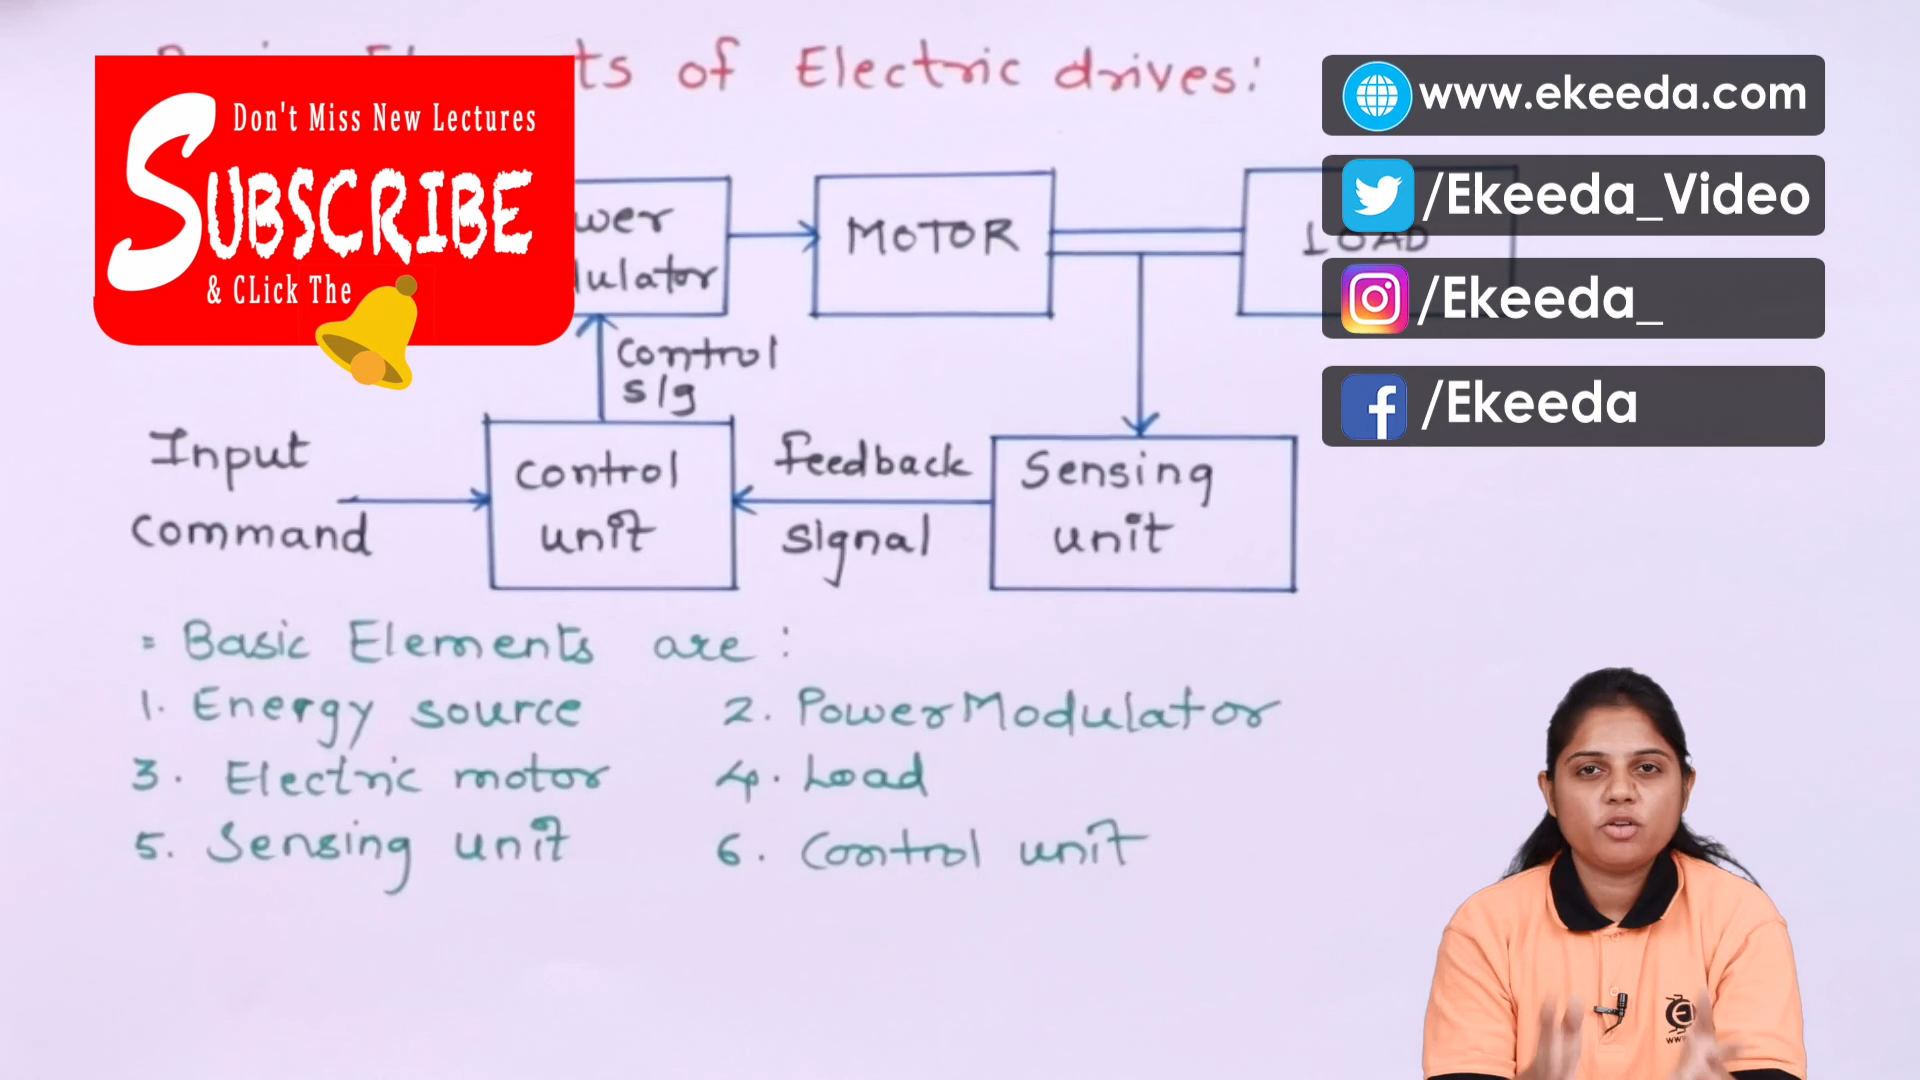 ts of Electric drives:
Don't Miss New Lectures
SUBSCRIBE
& CLick The
www.ekeeda.com
/Ekeeda_Video
/Ekeeda_
/Ekeeda
MOTOR
LOAD
Control
s/g
Input
command
control
unit
Feedback
signal
Sensing
unit
= Basic Elements are :
1. Energy source
2. Power Modulator
3. Electric motor
4. Load
5. Sensing unit
6. Control unit